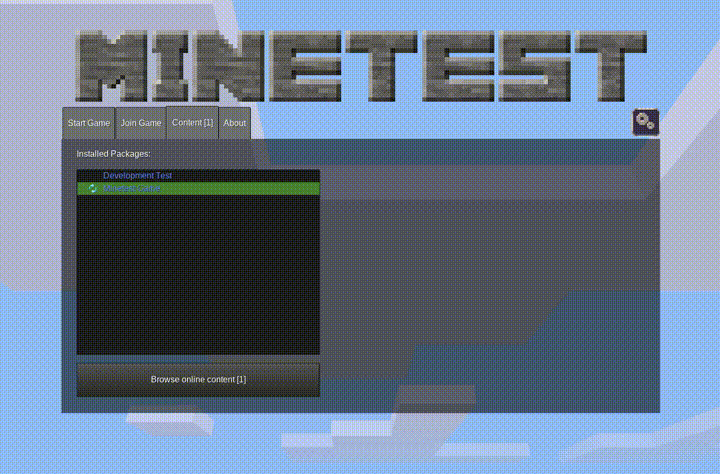 MINETEST
Start Game
Join Game
Content [1]
About
Installed Packages:
Development Test
Minetest Game
Browse online content [1]